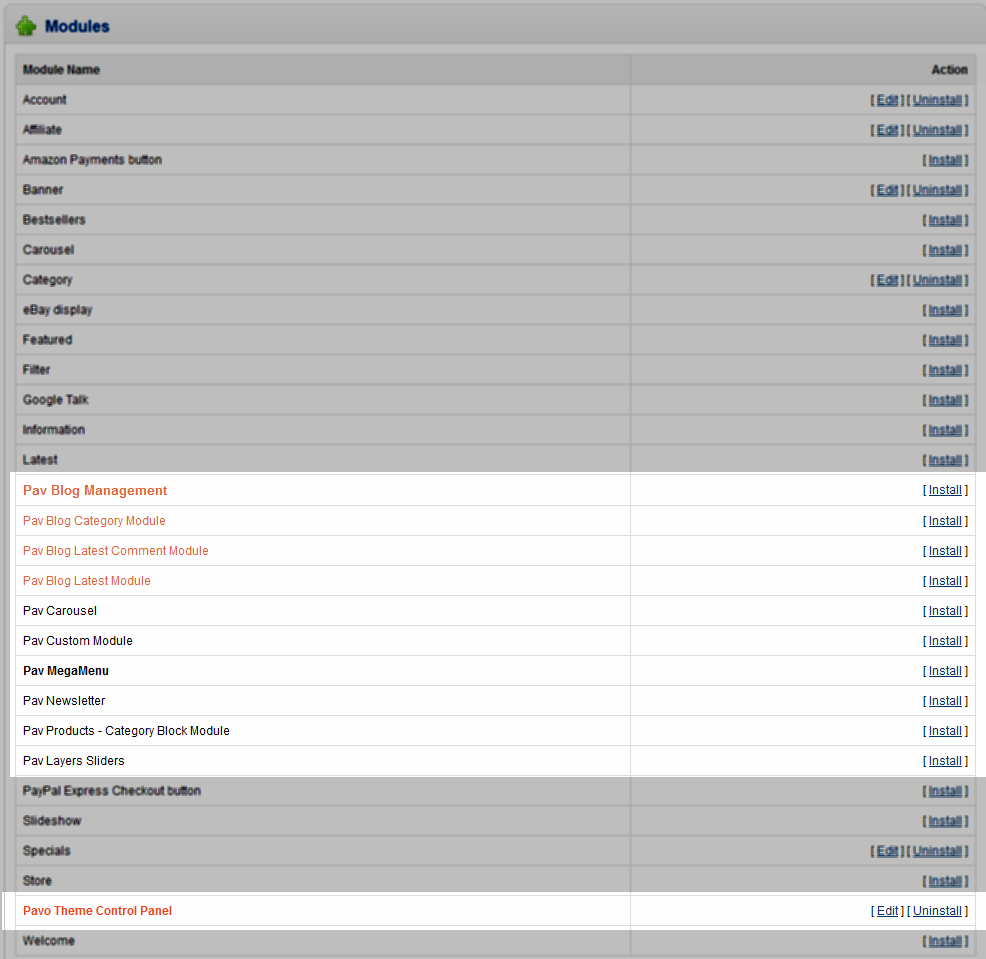 Modules
Module Name Action
Account [ Edit ] [ Uninstall ]
Affiliate [ Edit ] [ Uninstall ]
Amazon Payments button [ Install ]
Banner [ Edit ] [ Uninstall ]
Bestsellers [ Install ]
Carousel [ Install ]
Category [ Edit ] [ Uninstall ]
eBay display [ Install ]
Featured [ Install ]
Filter [ Install ]
Google Talk [ Install ]
Information [ Install ]
Latest [ Install ]
Pav Blog Management [ Install ]
Pav Blog Category Module [ Install ]
Pav Blog Latest Comment Module [ Install ]
Pav Blog Latest Module [ Install ]
Pav Carousel [ Install ]
Pav Custom Module [ Install ]
Pav MegaMenu [ Install ]
Pav Newsletter [ Install ]
Pav Products - Category Block Module [ Install ]
Pav Layers Sliders [ Install ]
PayPal Express Checkout button [ Install ]
Slideshow [ Install ]
Specials [ Edit ] [ Uninstall ]
Store [ Install ]
Pavo Theme Control Panel [ Edit ] [ Uninstall ]
Welcome [ Install ]